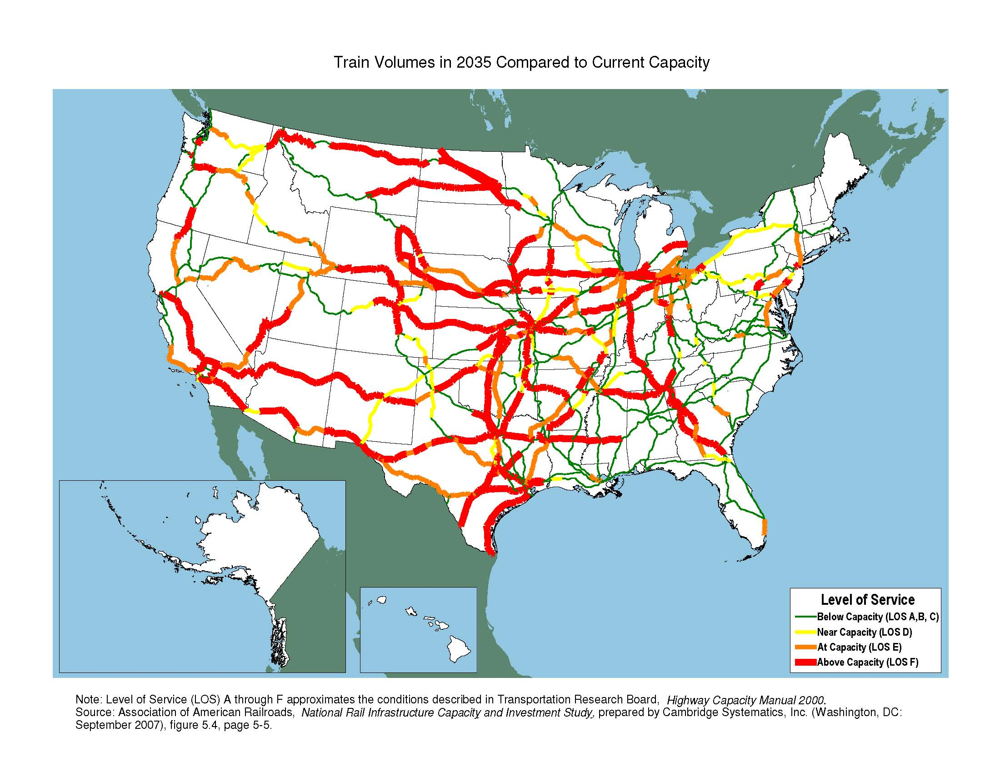 Train Volumes in 2035 Compared to Current Capacity
Level of Service
Below Capacity (LOS A,B, C)
Near Capacity (LOS D)
At Capacity (LOS E)
Above Capacity (LOS F)
Note: Level of Service (LOS) A through F approximates the conditions described in Transportation Research Board, Highway Capacity Manual 2000.
Source: Association of American Railroads, National Rail Infrastructure Capacity and Investment Study, prepared by Cambridge Systematics, Inc. (Washington, DC:
September 2007), figure 5.4, page 5-5.